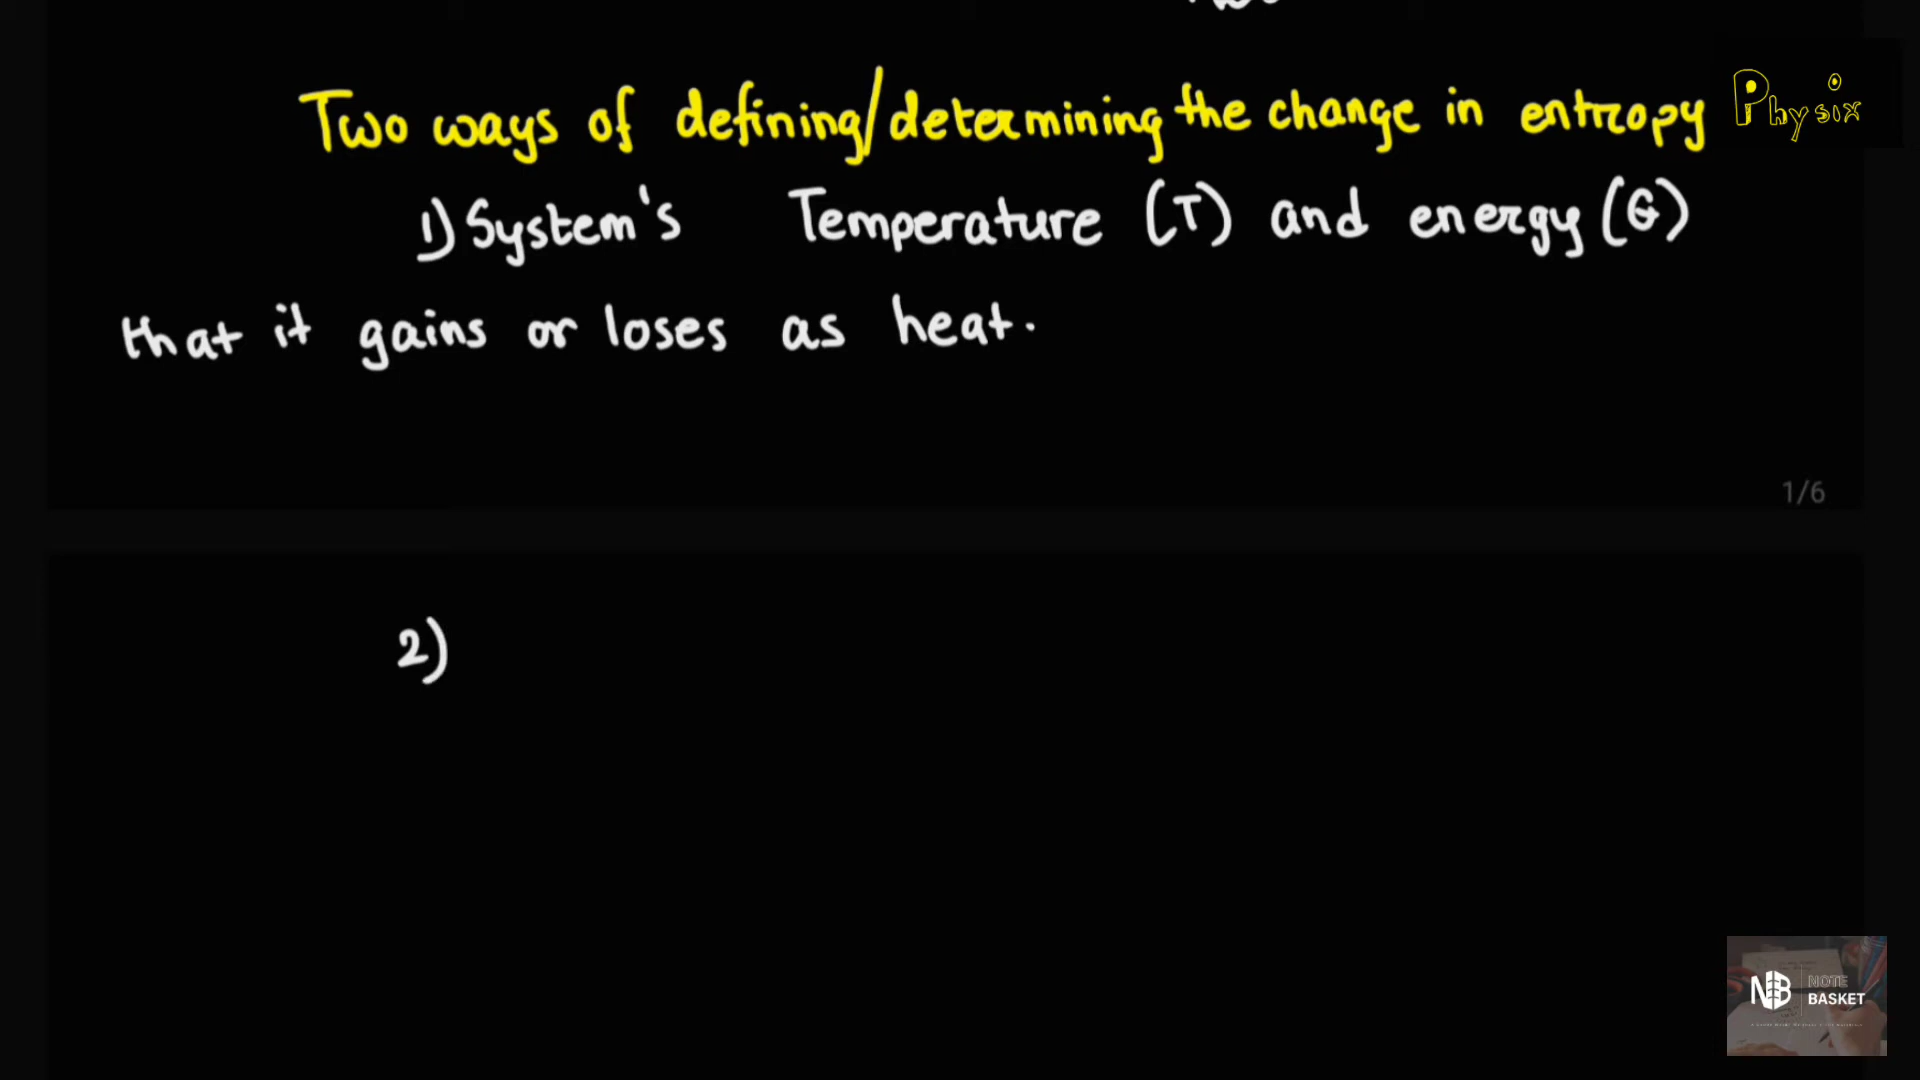 Two ways of defining/determining the change in entropy
Physix
1) System's Temperature (T) and energy (Q)
that it gains or loses as heat.
1/6
2)
NB NOTE
BASKET